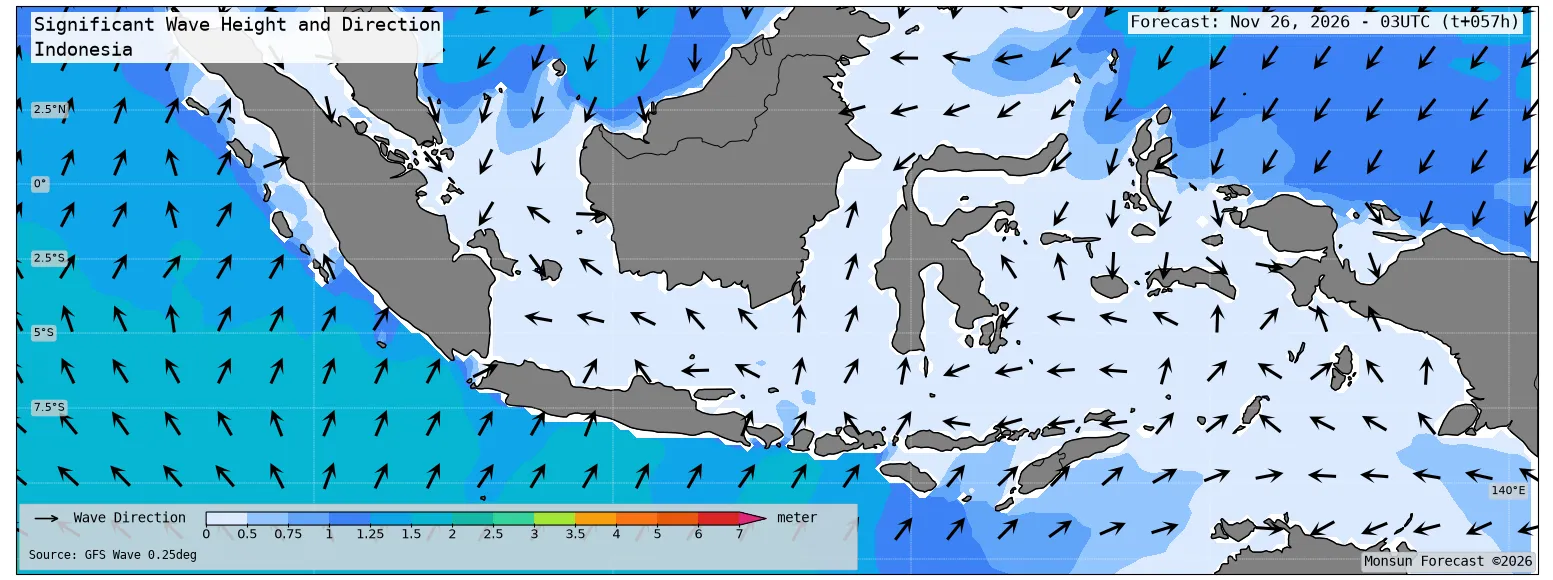 Significant Wave Height and Direction
Indonesia
Forecast: Nov 26, 2026 - 03UTC (t+057h)
2.5°N
0°
2.5°S
5°S
7.5°S
140°E
Wave Direction
meter
0 0.5 0.75 1 1.25 1.5 2 2.5 3 3.5 4 5 6 7
Source: GFS Wave 0.25deg
Monsun Forecast ©2026